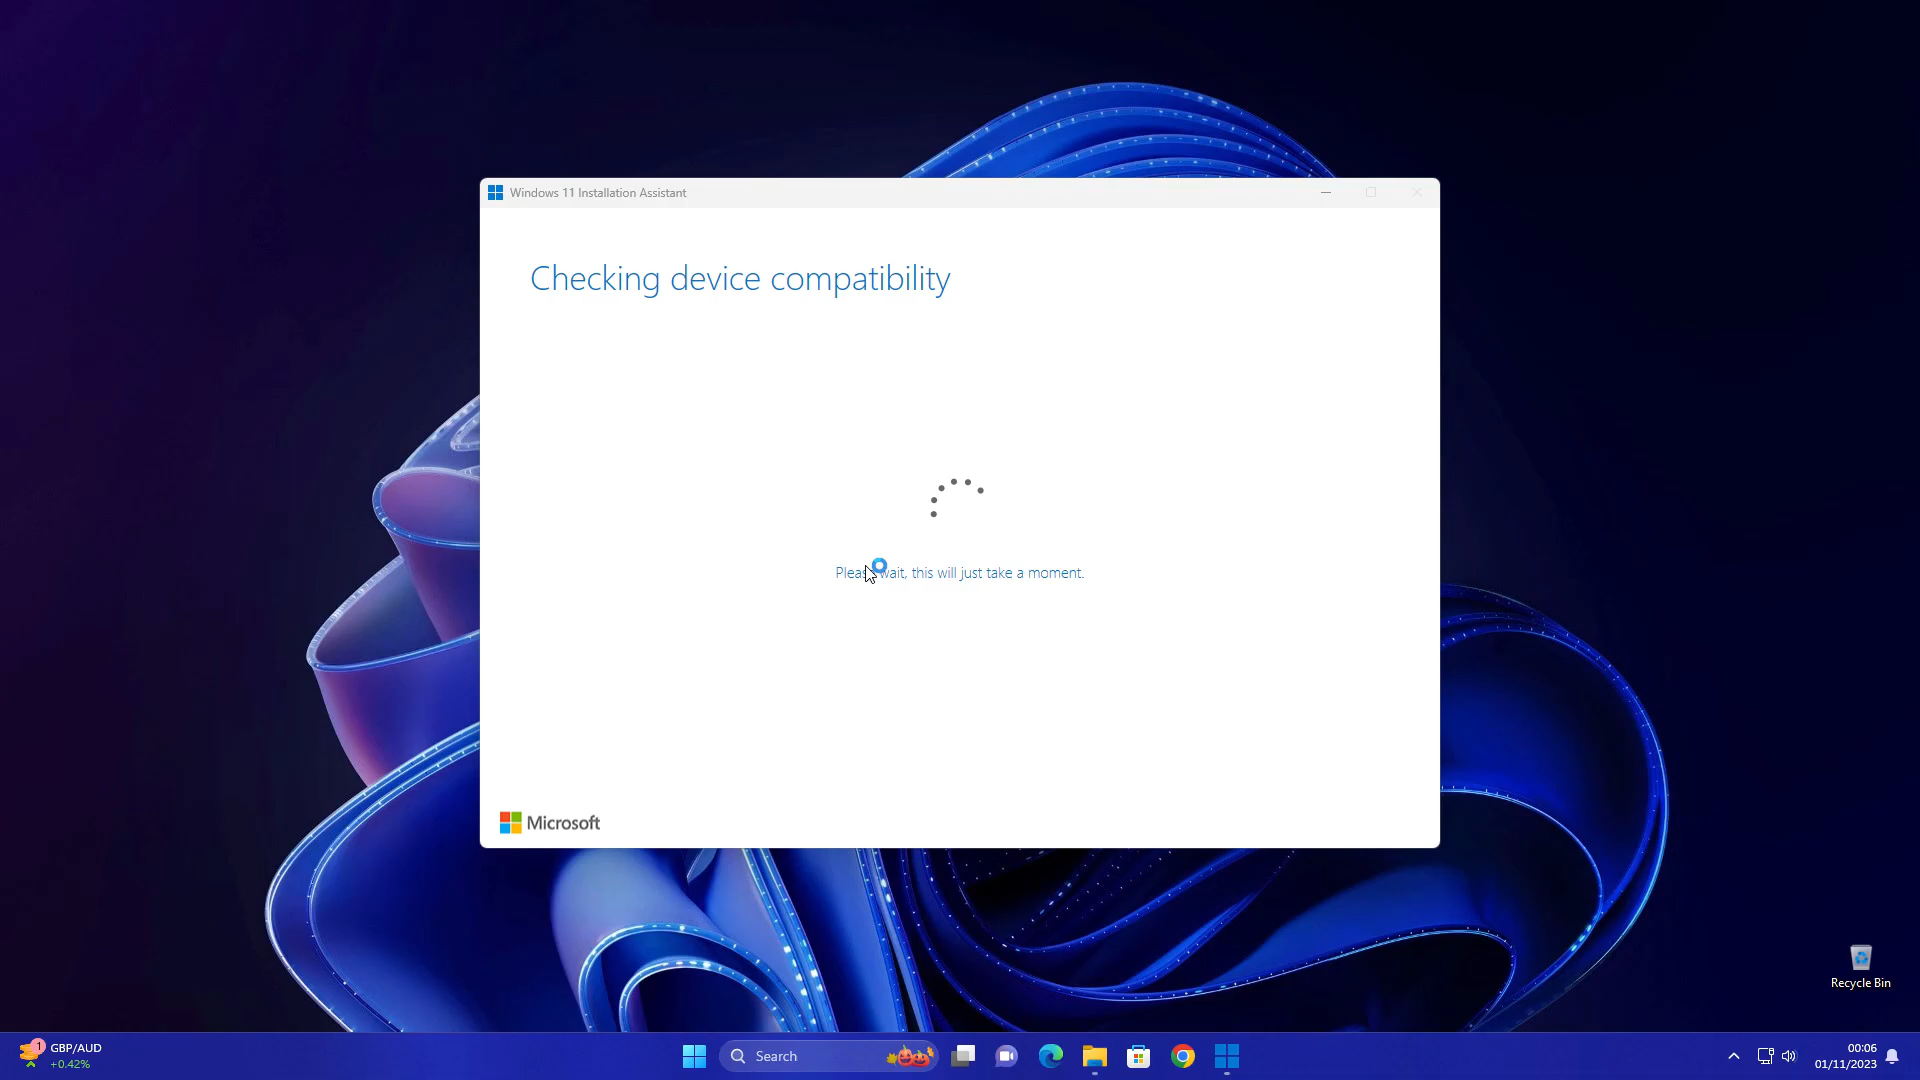 Windows 11 Installation Assistant
Checking device compatibility
Please wait, this will just take a moment.
Microsoft
Recycle Bin
1
GBP/AUD
+0.42%
Search
00:06
01/11/2023